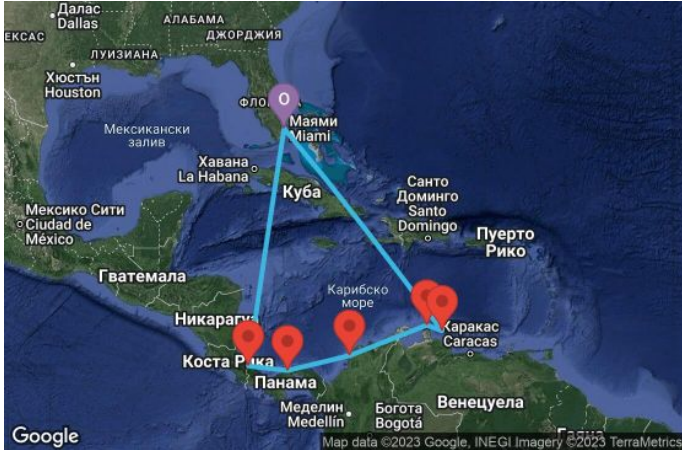 Далас
Dallas
АЛАБАМА
ЕКСАС
ДЖОРДЖИЯ
ЛУИЗИАНА
Хюстън
Houston
О
Маями
Miami
Мексикански
залив
Хавана
La Habana
Куба
Санто
Доминго
Santo
Domingo
Пуерто
Рико
Мексико Сити
Ciudad de
México
Гватемала
Карибско
море
Никарагуа
Каракас
Caracas
Коста Рика
Панама
Меделин
Medellín
Богота
Bogotá
Венецуела
Google
Map data ©2023 Google, INEGI Imagery ©2023 TerraMetrics